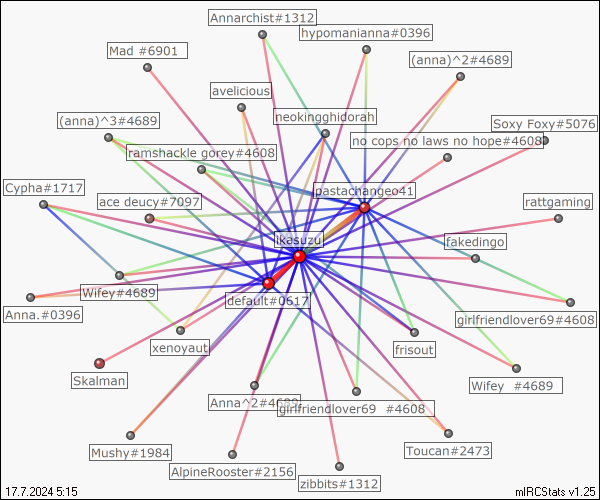 Annarchist#1312
hypomanianna#0396
Mad #6901
(anna)^2#4689
avelicious
neokingghidorah
(anna)^3#4689
Soxy Foxy#5076
no cops no laws no hope#4608
ramshackle gorey#4608
Cypha#1717
pastachangeo41
ace deucy#7097
rattgaming
ikasuzu
fakedingo
Wifey#4689
default#0617
Anna.#0396
girlfriendlover69#4608
xenoyaut
frisout
Skalman
Wifey  #4689
Anna^2#4689
girlfriendlover69  #4608
Mushy#1984
Toucan#2473
AlpineRooster#2156
zibbits#1312
17.7.2024 5:15
mIRCStats v1.25